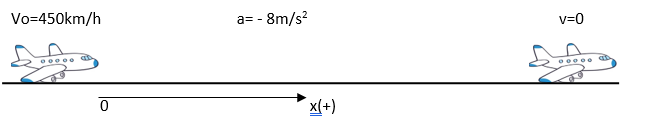 Vo=450km/h a= - 8m/s² v=0
0 x(+)